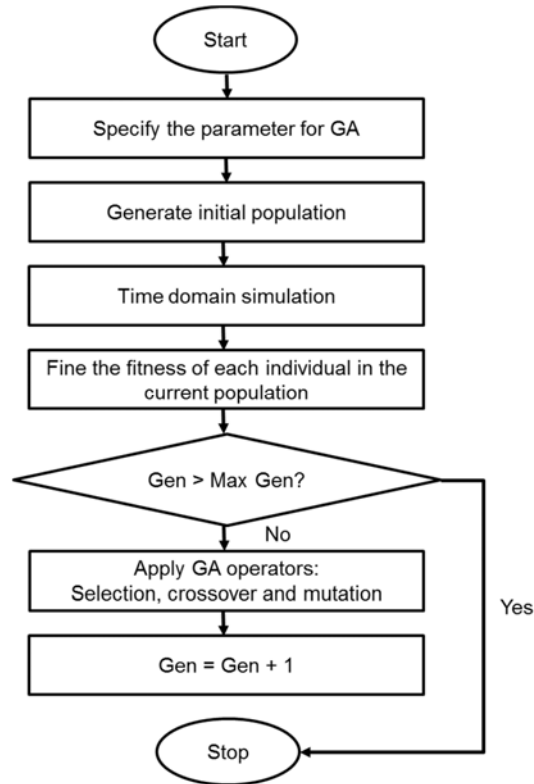 Start
Specify the parameter for GA
Generate initial population
Time domain simulation
Fine the fitness of each individual in the
current population
Gen > Max Gen?
No
Apply GA operators:
Selection, crossover and mutation
Yes
Gen = Gen + 1
Stop